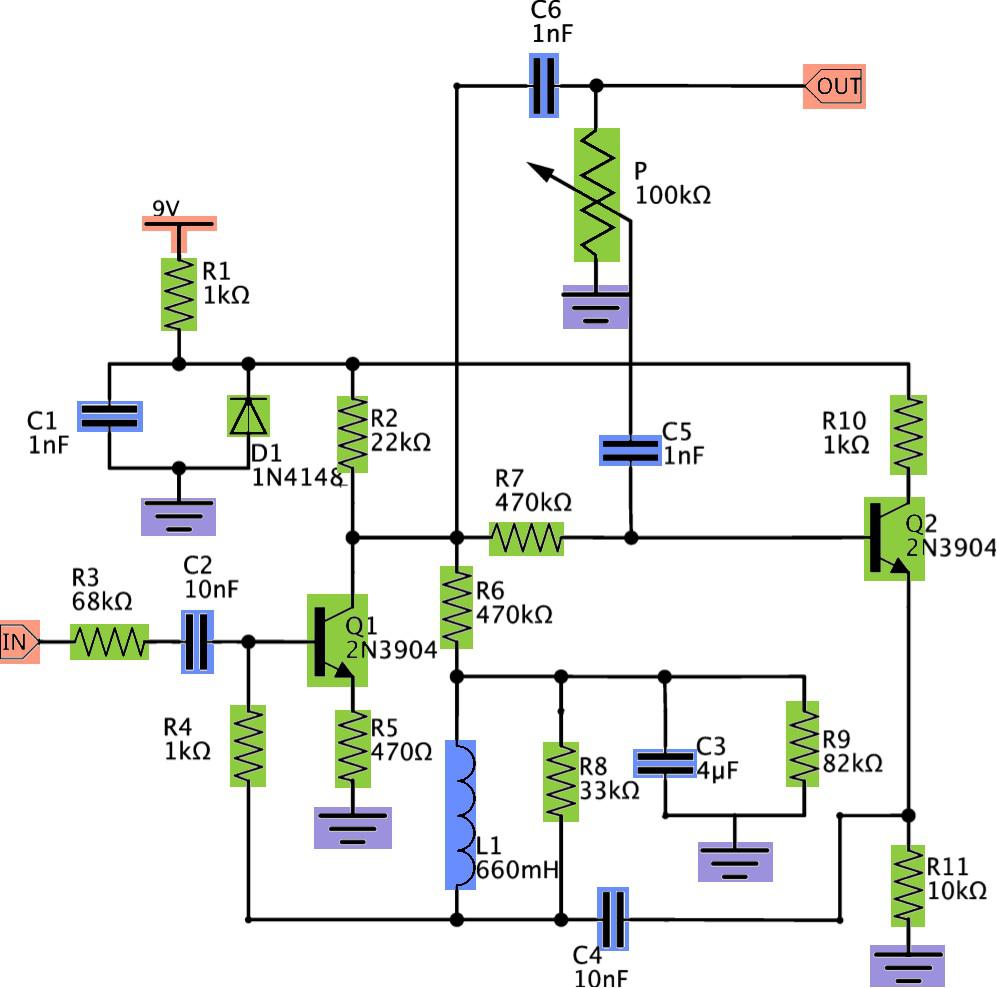 C6
1nF
OUT
P
100kΩ
9V
R1
1kΩ
C1
1nF
D1
1N4148
R2
22kΩ
R10
1kΩ
C5
1nF
R7
470kΩ
Q2
2N3904
R3
68kΩ
C2
10nF
IN
Q1
2N3904
R6
470kΩ
R4
1kΩ
R5
470Ω
R8
33kΩ
C3
4µF
R9
82kΩ
L1
660mH
R11
10kΩ
C4
10nF